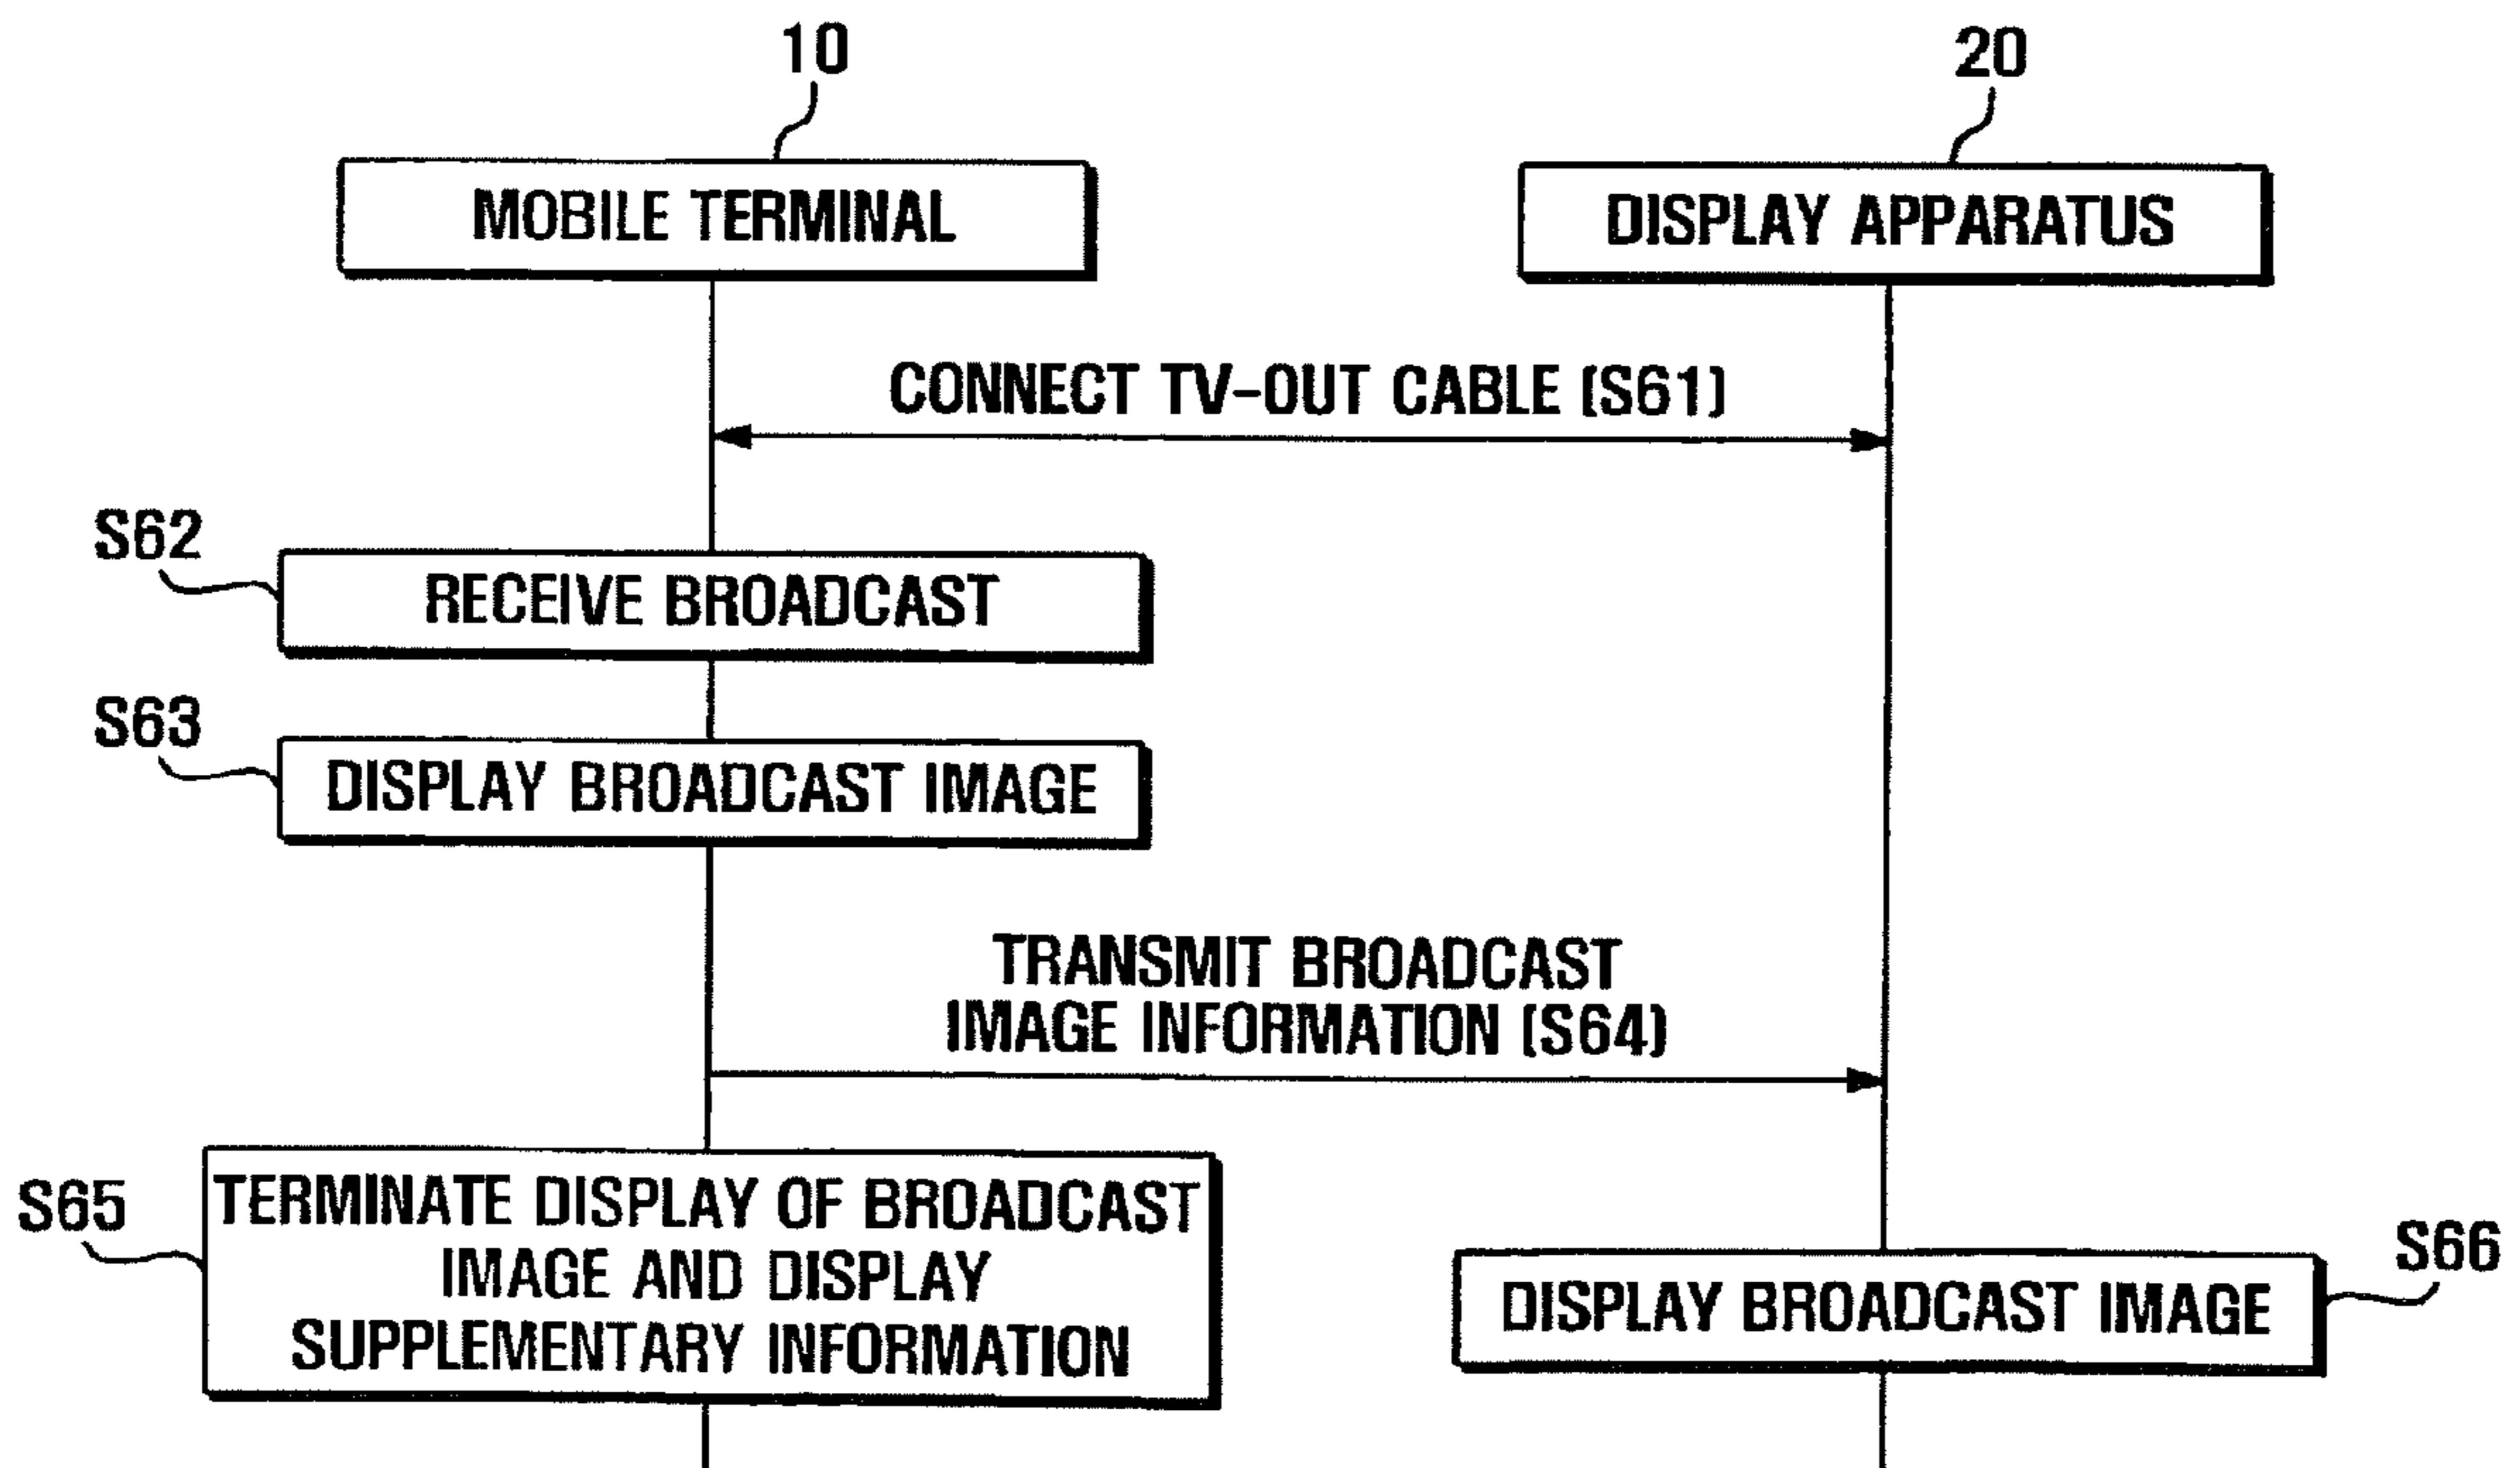 10
20
MOBILE TERMINAL
DISPLAY APPARATUS
CONNECT TV-OUT CABLE (S61)
S62
RECEIVE BROADCAST
S63
DISPLAY BROADCAST IMAGE
TRANSMIT BROADCAST
IMAGE INFORMATION (S64)
S65
TERMINATE DISPLAY OF BROADCAST
IMAGE AND DISPLAY
SUPPLEMENTARY INFORMATION
S66
DISPLAY BROADCAST IMAGE